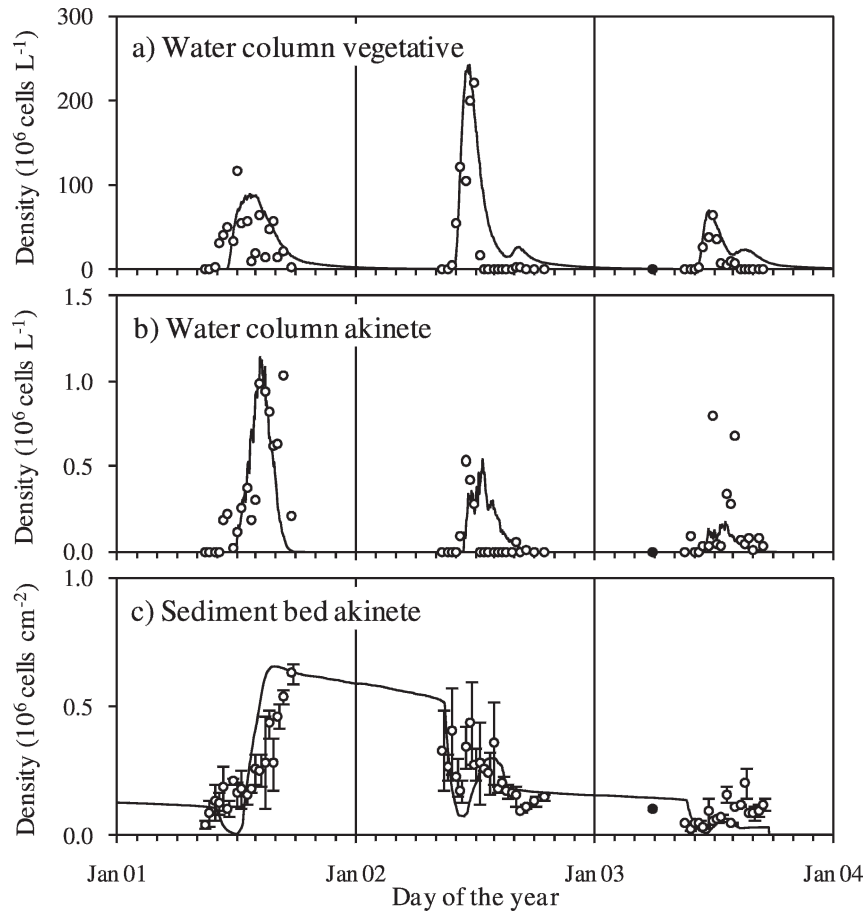 300
a) Water column vegetative
200
100
0
Density (10⁶ cells L⁻¹)
1.5
b) Water column akinete
1.0
0.5
0.0
Density (10⁶ cells L⁻¹)
1.0
c) Sediment bed akinete
0.5
0.0
Density (10⁶ cells cm⁻²)
Jan 01 Jan 02 Jan 03 Jan 04
Day of the year